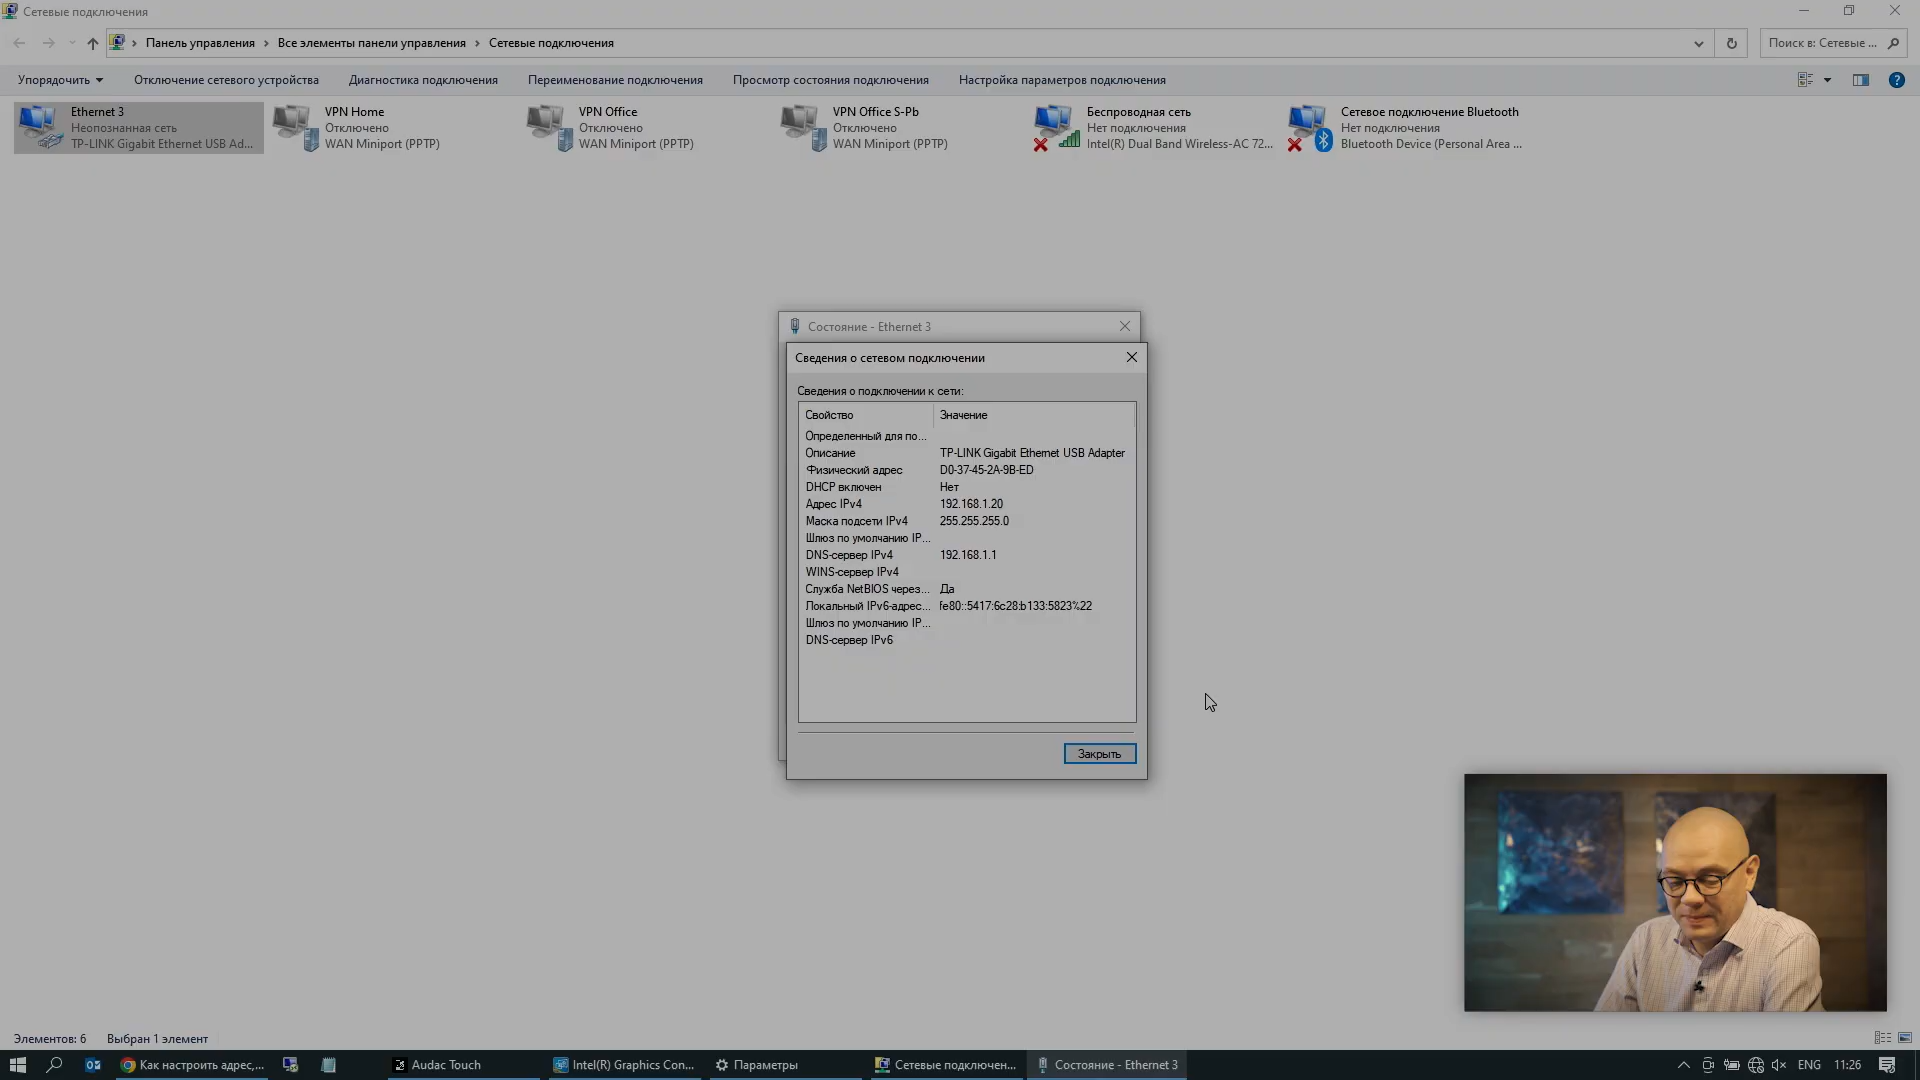 Сетевые подключения
Панель управления › Все элементы панели управления › Сетевые подключения
Поиск в: Сетевые ...
Упорядочить
Отключение сетевого устройства
Диагностика подключения
Переименование подключения
Просмотр состояния подключения
Настройка параметров подключения
Ethernet 3
Неопознанная сеть
TP-LINK Gigabit Ethernet USB Ad...
VPN Home
Отключено
WAN Miniport (PPTP)
VPN Office
Отключено
WAN Miniport (PPTP)
VPN Office S-Pb
Отключено
WAN Miniport (PPTP)
Беспроводная сеть
Нет подключения
Intel(R) Dual Band Wireless-AC 72...
Сетевое подключение Bluetooth
Нет подключения
Bluetooth Device (Personal Area ...
Состояние - Ethernet 3
Сведения о сетевом подключении
Сведения о подключении к сети:
Свойство Значение
Определенный для по...
Описание TP-LINK Gigabit Ethernet USB Adapter
Физический адрес D0-37-45-2A-9B-ED
DHCP включен Нет
Адрес IPv4 192.168.1.20
Маска подсети IPv4 255.255.255.0
Шлюз по умолчанию IP...
DNS-сервер IPv4 192.168.1.1
WINS-сервер IPv4
Служба NetBIOS через... Да
Локальный IPv6-адрес... fe80::5417:6c28:b133:5823%22
Шлюз по умолчанию IP...
DNS-сервер IPv6
Закрыть
Элементов: 6 Выбран 1 элемент
Как настроить адрес,...
Audac Touch
Intel(R) Graphics Con...
Параметры
Сетевые подключен...
Состояние - Ethernet 3
ENG
11:26